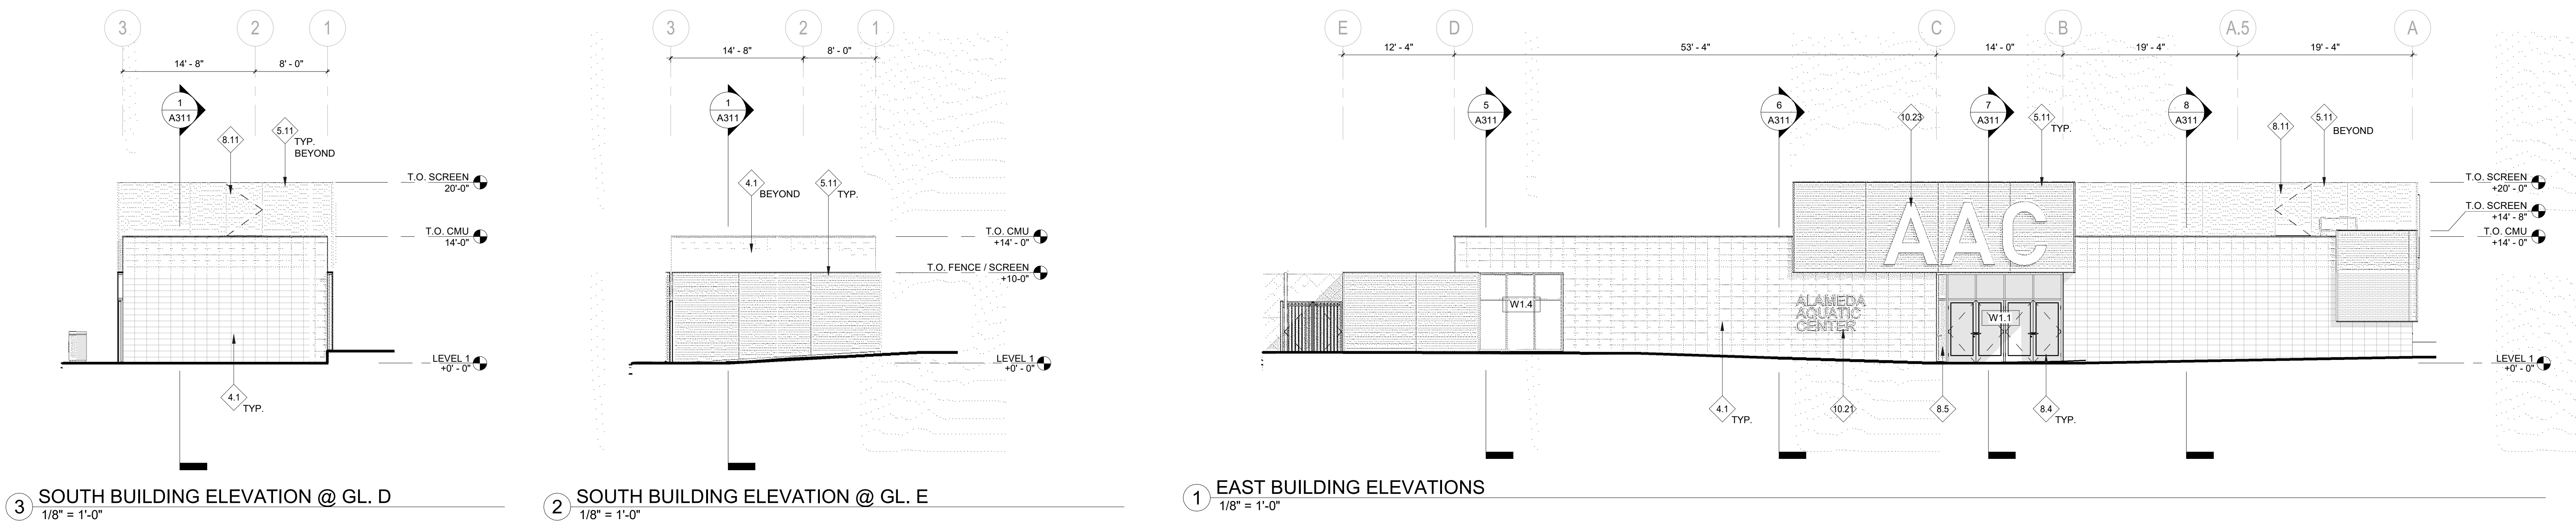 3
2
1
14' - 8"
8' - 0"
1
A311
8.11
5.11
TYP.
BEYOND
T.O. SCREEN
20'-0"
T.O. CMU
14'-0"
LEVEL 1
+0' - 0"
4.1
TYP.
3
SOUTH BUILDING ELEVATION @ GL. D
1/8" = 1'-0"
3
2
1
14' - 8"
8' - 0"
1
A311
4.1
BEYOND
5.11
TYP.
T.O. CMU
+14' - 0"
T.O. FENCE / SCREEN
+10-0"
LEVEL 1
+0' - 0"
2
SOUTH BUILDING ELEVATION @ GL. E
1/8" = 1'-0"
E
D
C
B
A.5
A
12' - 4"
53' - 4"
14' - 0"
19' - 4"
19' - 4"
5
A311
6
A311
10.23
7
A311
5.11
TYP.
8
A311
8.11
5.11
BEYOND
T.O. SCREEN
+20' - 0"
T.O. SCREEN
+14' - 8"
T.O. CMU
+14' - 0"
AAC
W1.4
ALAMEDA
AQUATIC
CENTER
W1.1
LEVEL 1
+0' - 0"
4.1
TYP.
10.21
8.5
8.4
TYP.
1
EAST BUILDING ELEVATIONS
1/8" = 1'-0"